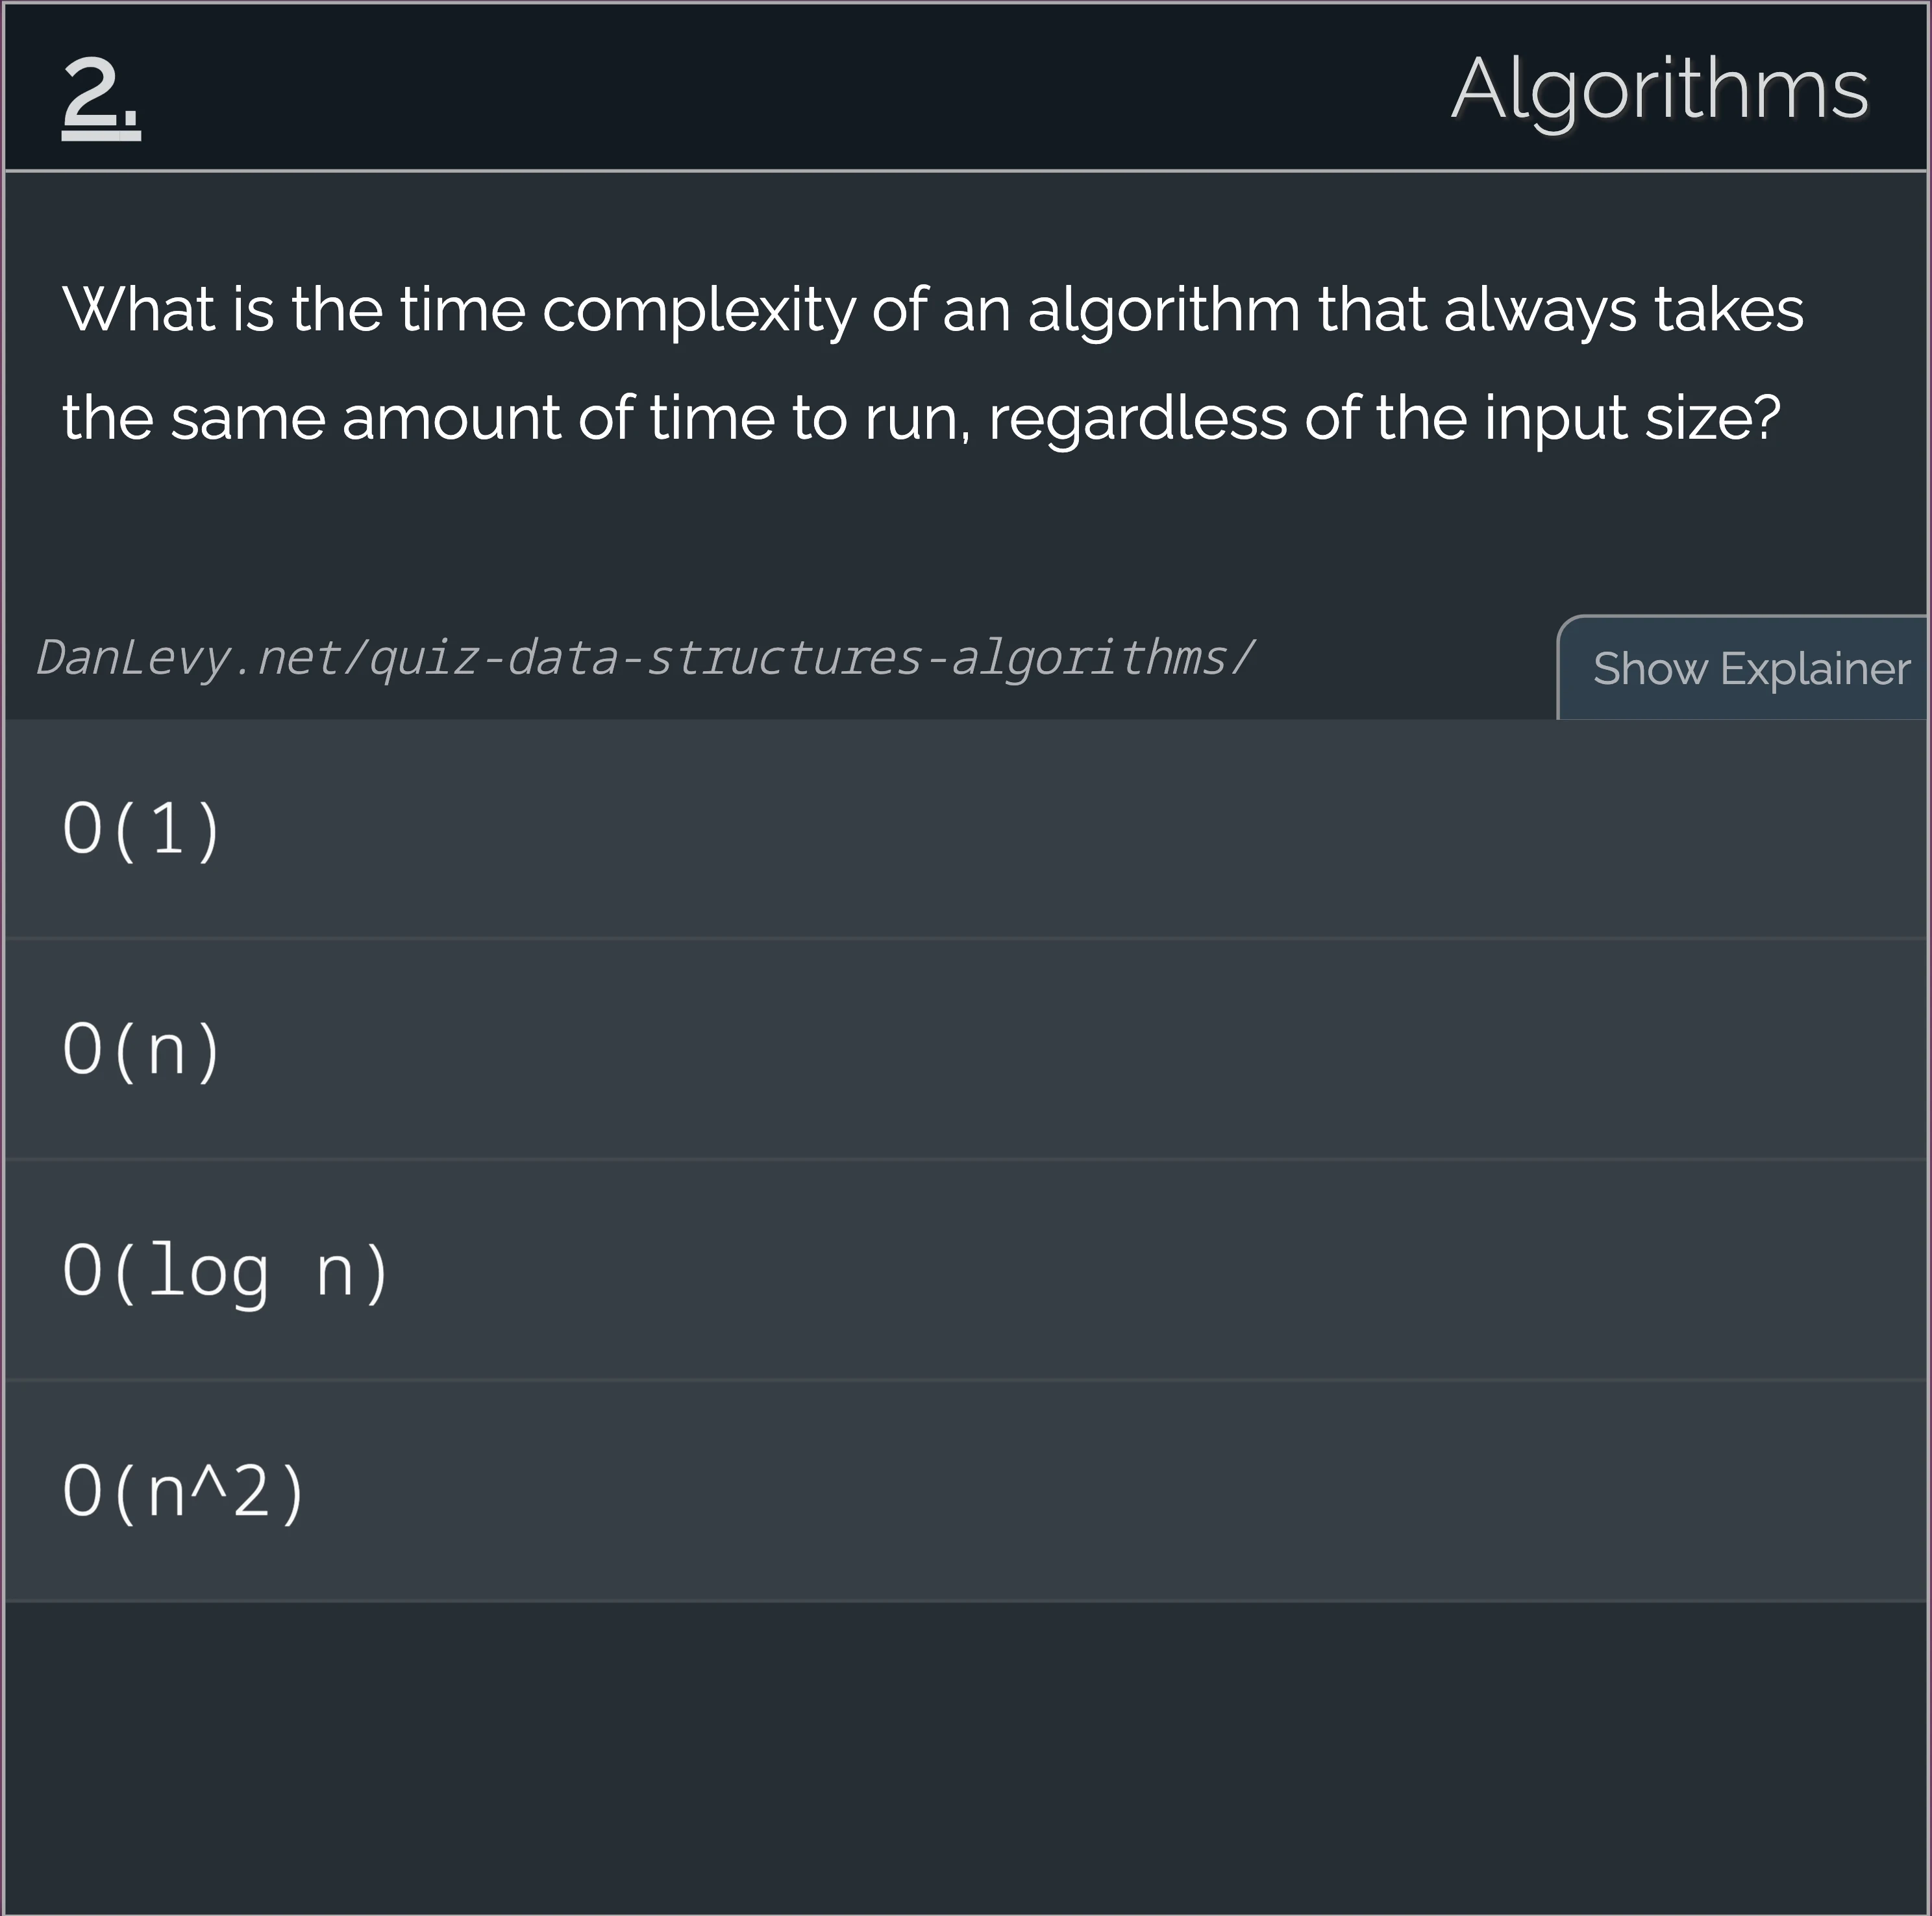 2.
Algorithms
What is the time complexity of an algorithm that always takes
the same amount of time to run, regardless of the input size?
DanLevy.net/quiz-data-structures-algorithms/
Show Explainer
O(1)
O(n)
O(log n)
O(n^2)